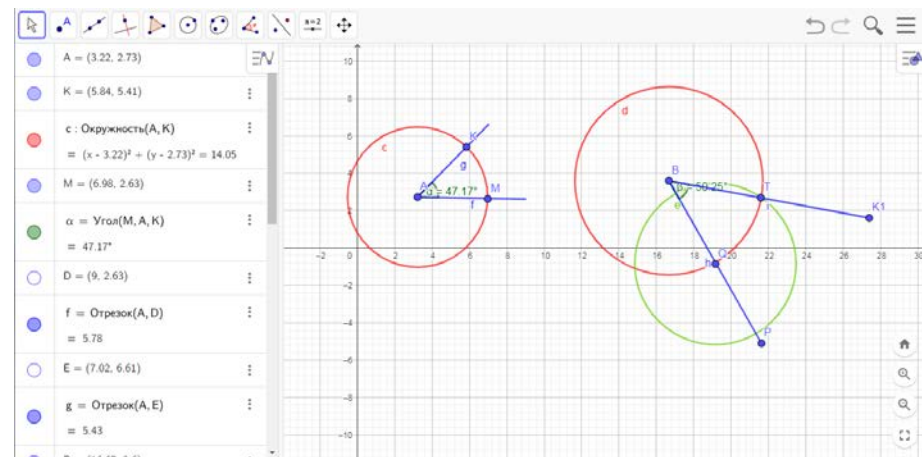 a=2
A = (3.22, 2.73)
K = (5.84, 5.41)
c : Окружность(A, K)
= (x - 3.22)² + (y - 2.73)² = 14.05
M = (6.98, 2.63)
α = Угол(M, A, K)
= 47.17°
D = (9, 2.63)
f = Отрезок(A, D)
= 5.78
E = (7.02, 6.61)
g = Отрезок(A, E)
= 5.43
10
8
6
4
2
0
-2
-4
-6
-8
-10
-2 0 2 4 6 8 10 12 14 16 18 20 22 24 26 28 30
c
K
A
g
α = 47.17°
M
f
d
B
T
K1
e
h
P